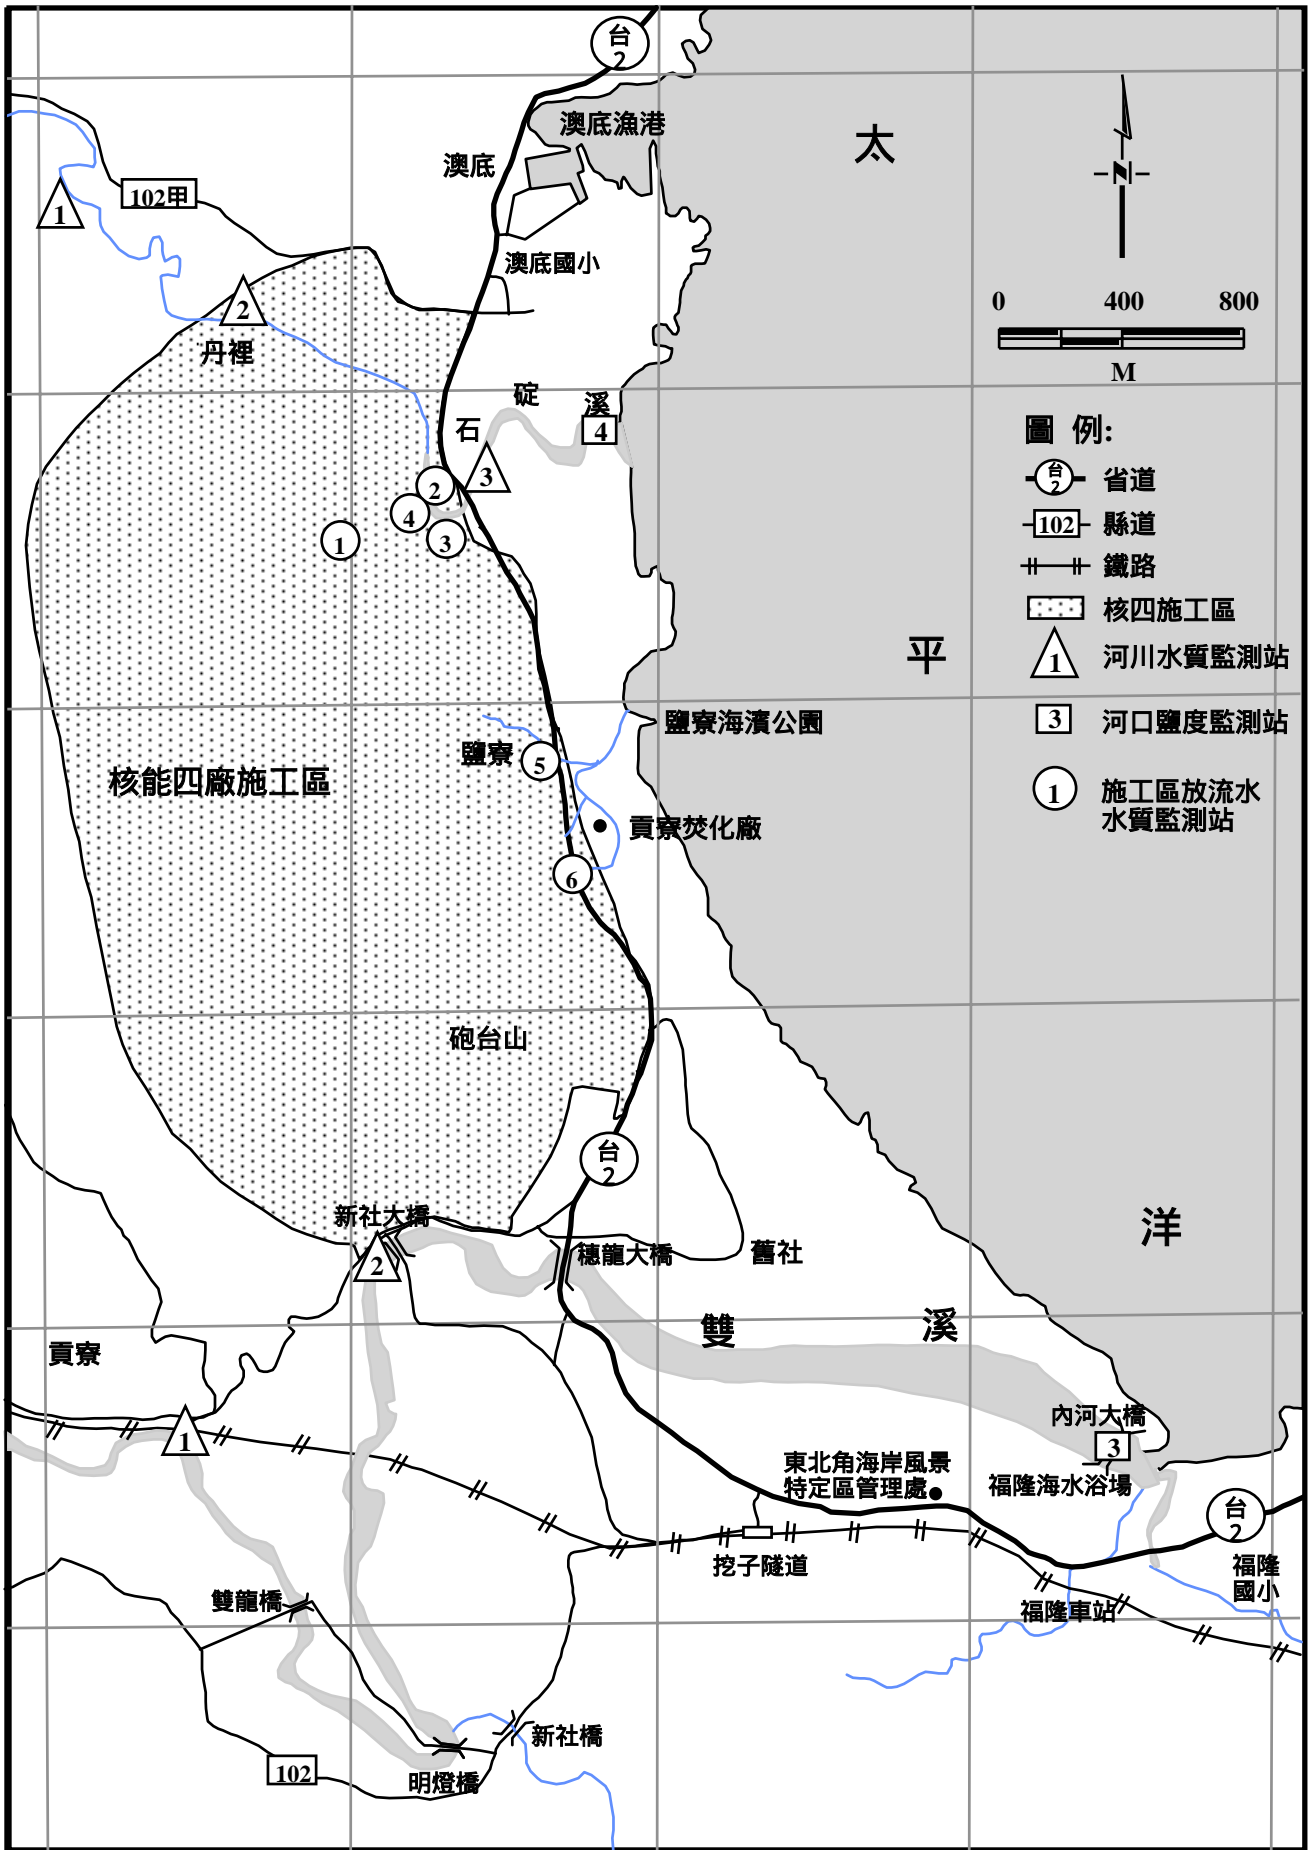 台
2
澳底漁港
太
澳底
102甲
1
澳底國小
N
2
丹裡
0 400 800
M
碇
溪
石
4
圖 例:
台
2
省道
3
2
4
3
1
102
縣道
鐵路
核四施工區
1
河川水質監測站
平
3
河口鹽度監測站
鹽寮海濱公園
鹽寮
5
核能四廠施工區
1
施工區放流水
水質監測站
貢寮焚化廠
6
砲台山
台
2
新社大橋
2
穗龍大橋
舊社
洋
雙
溪
貢寮
1
內河大橋
3
東北角海岸風景
特定區管理處
福隆海水浴場
台
2
挖子隧道
福隆
國小
雙龍橋
福隆車站
新社橋
102
明燈橋